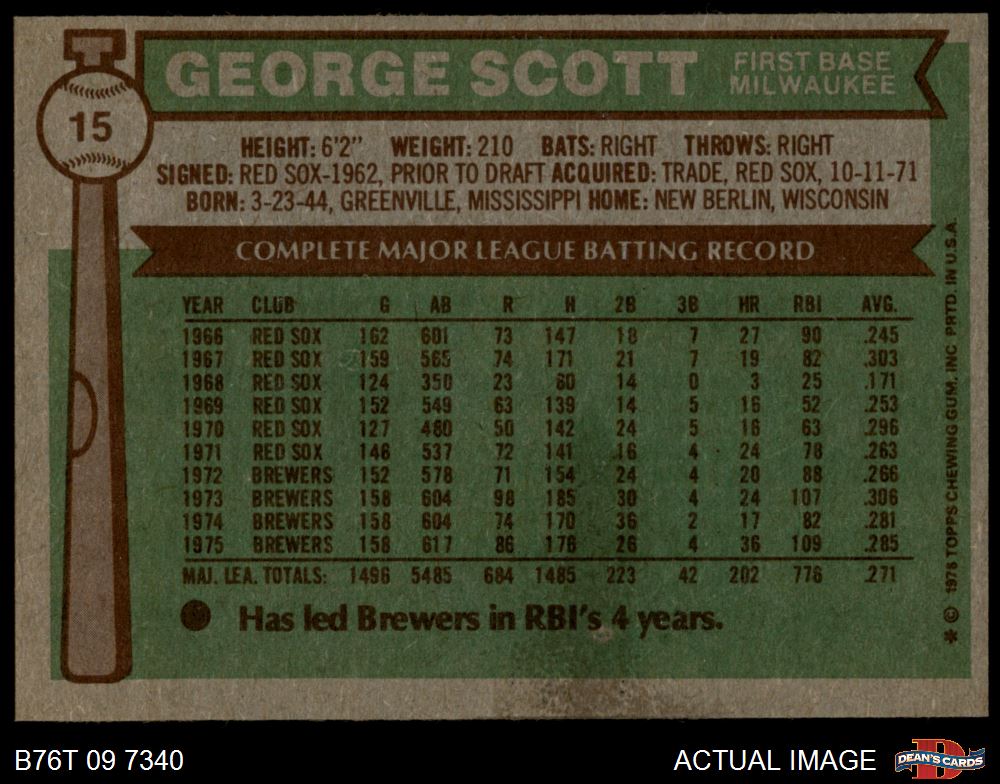 15
GEORGE SCOTT
FIRST BASE
MILWAUKEE
HEIGHT: 6'2" WEIGHT: 210 BATS: RIGHT THROWS: RIGHT
SIGNED: RED SOX-1962, PRIOR TO DRAFT ACQUIRED: TRADE, RED SOX, 10-11-71
BORN: 3-23-44, GREENVILLE, MISSISSIPPI HOME: NEW BERLIN, WISCONSIN
COMPLETE MAJOR LEAGUE BATTING RECORD
YEAR CLUB G AB R H 2B 3B HR RBI AVG.
1966 RED SOX 162 601 73 147 18 7 27 90 .245
1967 RED SOX 159 565 74 171 21 7 19 82 .303
1968 RED SOX 124 350 23 60 14 0 3 25 .171
1969 RED SOX 152 549 63 139 14 5 16 52 .253
1970 RED SOX 127 480 50 142 24 5 16 63 .296
1971 RED SOX 146 537 72 141 16 4 24 78 .263
1972 BREWERS 152 578 71 154 24 4 20 88 .266
1973 BREWERS 158 604 98 185 30 4 24 107 .306
1974 BREWERS 158 604 74 170 36 2 17 82 .281
1975 BREWERS 158 617 86 176 26 4 36 109 .285
MAJ. LEA. TOTALS: 1496 5485 684 1485 223 42 202 776 .271
● Has led Brewers in RBI's 4 years.
* © 1976 TOPPS CHEWING GUM, INC PRTD. IN U.S.A.
B76T 09 7340
ACTUAL IMAGE
DEAN'S CARDS